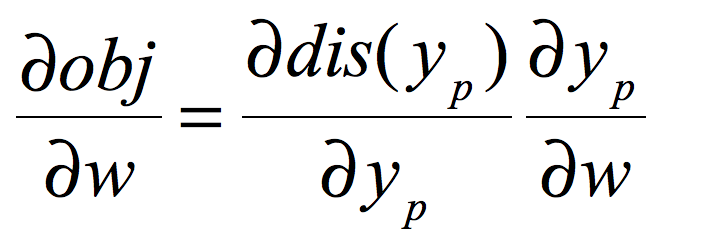 ∂obj/∂w = ∂dis(y_p)/∂y_p ∂y_p/∂w